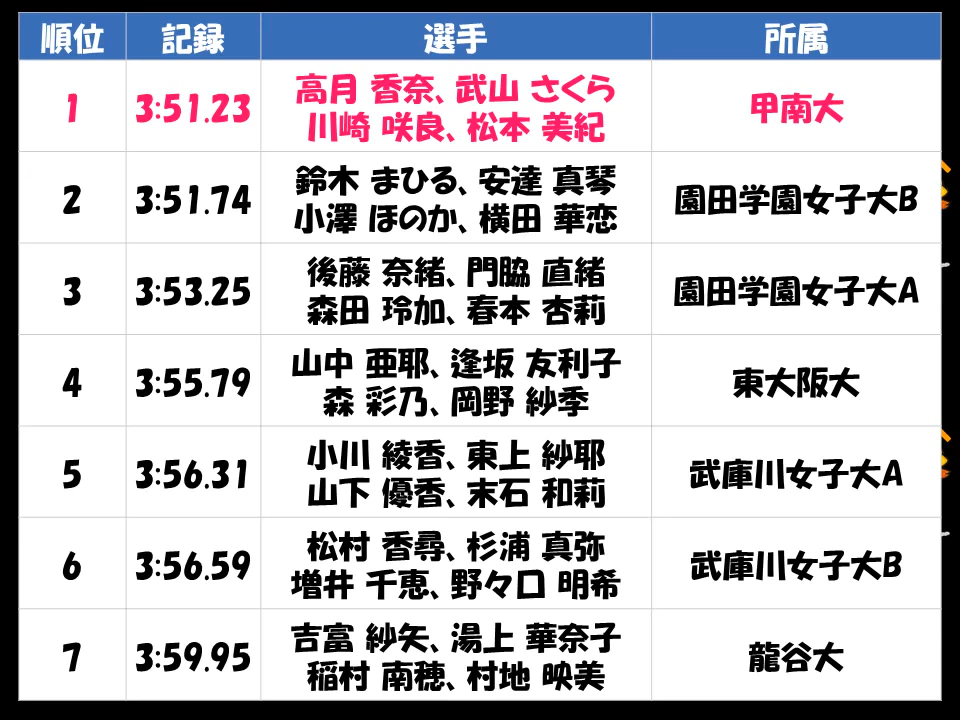 順位 記録 選手 所属
1 3:51.23 高月 香奈、武山 さくら 甲南大
川崎 咲良、松本 美紀
2 3:51.74 鈴木 まひる、安達 真琴 園田学園女子大B
小澤 ほのか、横田 華恋
3 3:53.25 後藤 奈緒、門脇 直緒 園田学園女子大A
森田 玲加、春本 杏莉
4 3:55.79 山中 亜耶、逢坂 友利子 東大阪大
森 彩乃、岡野 紗季
5 3:56.31 小川 綾香、東上 紗耶 武庫川女子大A
山下 優香、末石 和莉
6 3:56.59 松村 香尋、杉浦 真弥 武庫川女子大B
増井 千恵、野々口 明希
7 3:59.95 吉富 紗矢、湯上 華奈子 龍谷大
稲村 南穂、村地 映美